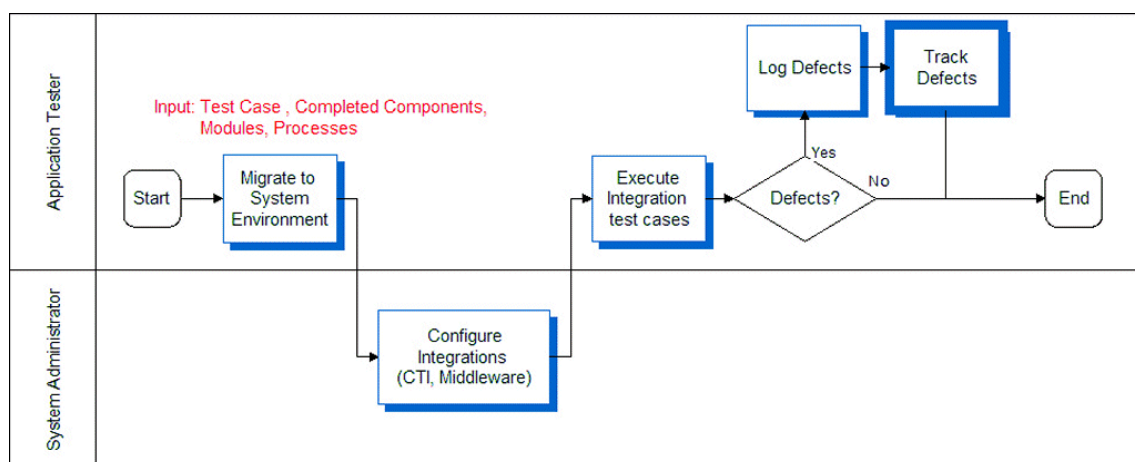 Application Tester
Input: Test Case , Completed Components,
Modules, Processes
Start
Migrate to
System
Environment
Execute
Integration
test cases
Defects?
Yes
No
Log Defects
Track
Defects
End
System Administrator
Configure
Integrations
(CTI, Middleware)